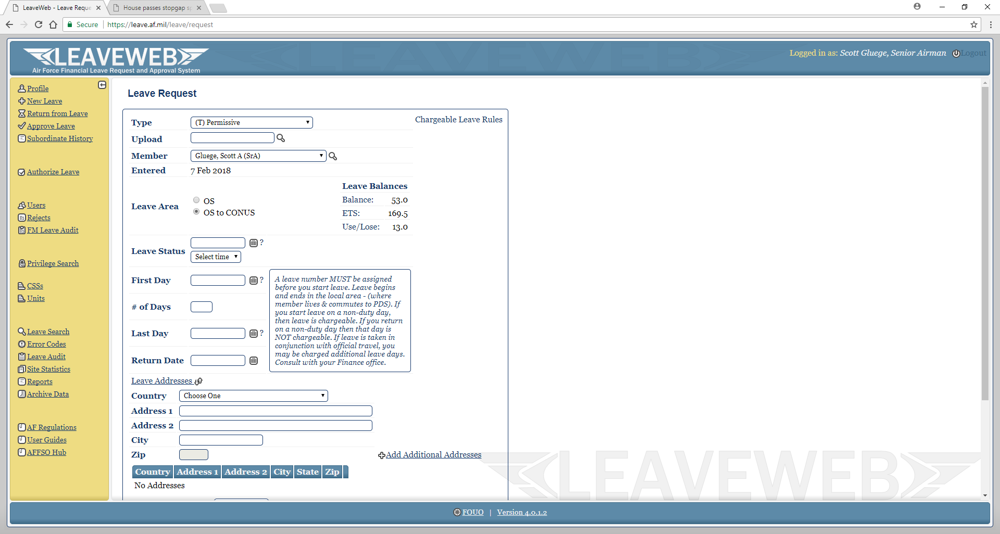 LeaveWeb - Leave Reque
House passes stopgap sp
Secure
https://leave.af.mil/leave/request
LEAVEWEB
Air Force Financial Leave Request and Approval System
Logged in as: Scott Gluege, Senior Airman
Logout
Profile
New Leave
Return from Leave
Approve Leave
Subordinate History
Authorize Leave
Users
Rejects
FM Leave Audit
Privilege Search
CSSs
Units
Leave Search
Error Codes
Leave Audit
Site Statistics
Reports
Archive Data
AF Regulations
User Guides
AFFSO Hub
Leave Request
Type (T) Permissive
Chargeable Leave Rules
Upload
Member Gluege, Scott A (SrA)
Entered 7 Feb 2018
Leave Area
OS
OS to CONUS
Leave Balances
Balance: 53.0
ETS: 169.5
Use/Lose: 13.0
Leave Status ?
Select time
First Day ?
# of Days
Last Day ?
Return Date
A leave number MUST be assigned
before you start leave. Leave begins
and ends in the local area - (where
member lives & commutes to PDS). If
you start leave on a non-duty day,
then leave is chargeable. If you return
on a non-duty day then that day is
NOT chargeable. If leave is taken in
conjunction with official travel, you
may be charged additional leave days.
Consult with your Finance office.
Leave Addresses
Country Choose One
Address 1
Address 2
City
Zip
Add Additional Addresses
Country Address 1 Address 2 City State Zip
No Addresses
LEAVEWEB
FOUO | Version 4.0.1.2